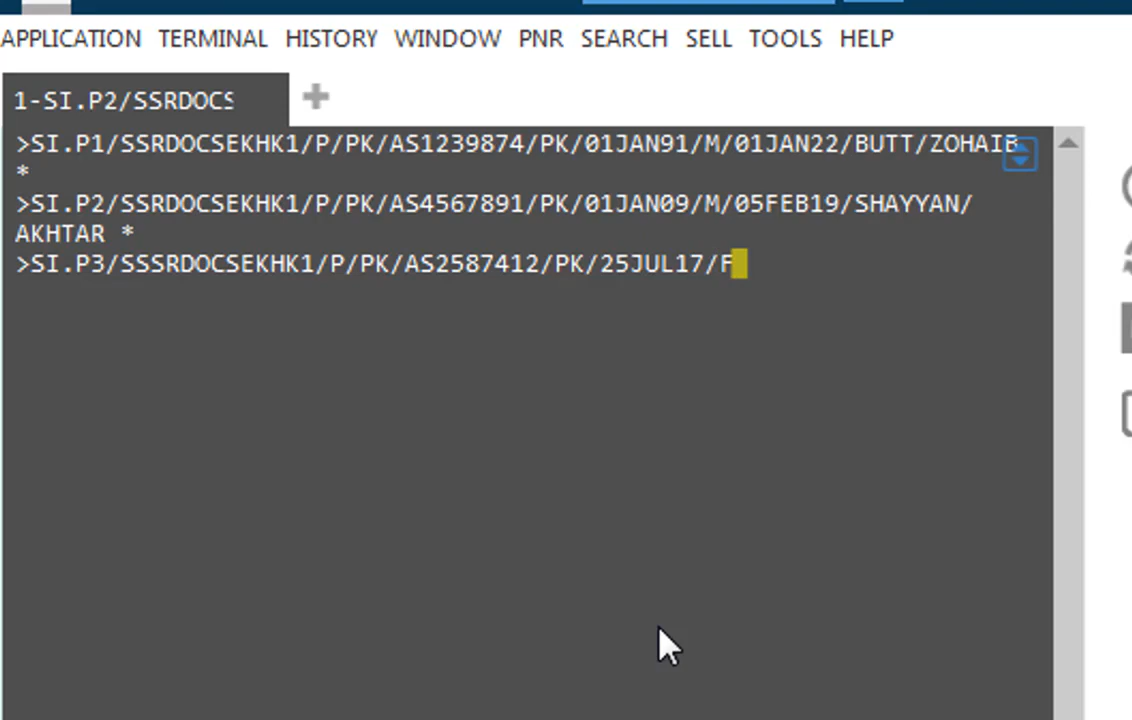 APPLICATION TERMINAL HISTORY WINDOW PNR SEARCH SELL TOOLS HELP
1-SI.P2/SSRDOCS
>SI.P1/SSRDOCSEKHK1/P/PK/AS1239874/PK/01JAN91/M/01JAN22/BUTT/ZOHAIB
*
>SI.P2/SSRDOCSEKHK1/P/PK/AS4567891/PK/01JAN09/M/05FEB19/SHAYYAN/
AKHTAR *
>SI.P3/SSSRDOCSEKHK1/P/PK/AS2587412/PK/25JUL17/F